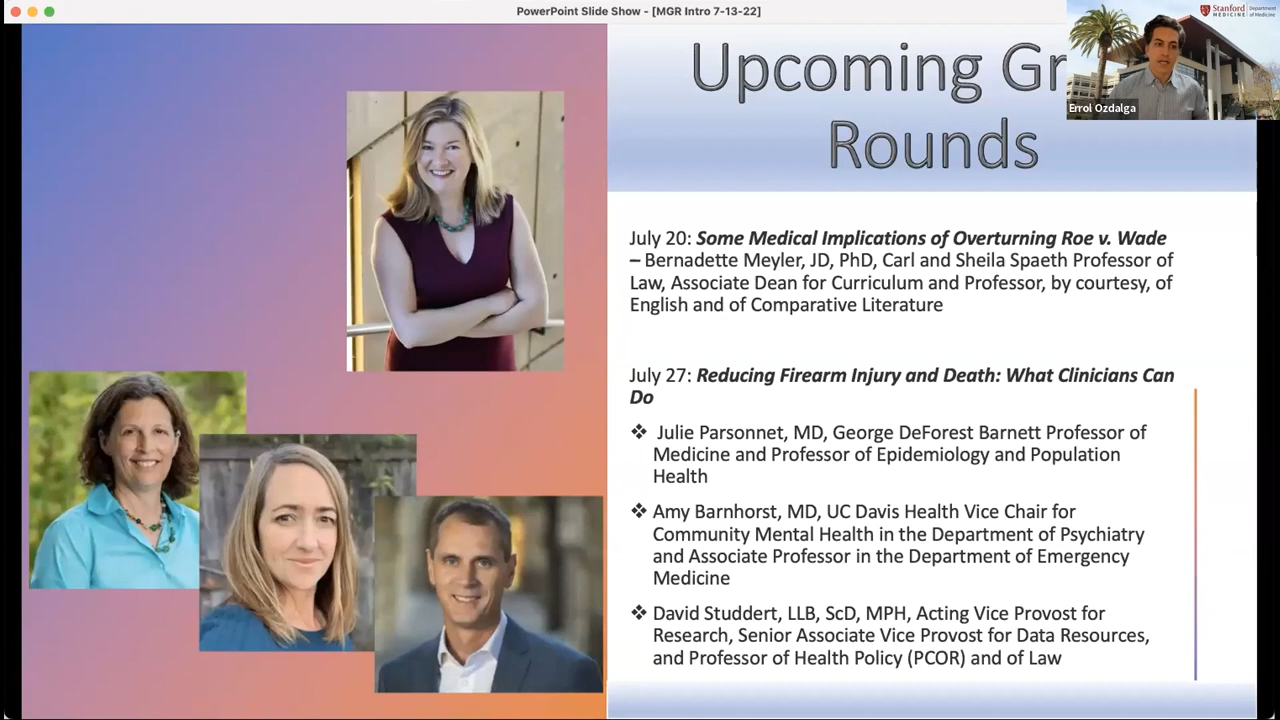 PowerPoint Slide Show - [MGR Intro 7-13-22]
Stanford MEDICINE
Department of Medicine
Errol Ozdalga
Upcoming Gr
Rounds
July 20: Some Medical Implications of Overturning Roe v. Wade
– Bernadette Meyler, JD, PhD, Carl and Sheila Spaeth Professor of
Law, Associate Dean for Curriculum and Professor, by courtesy, of
English and of Comparative Literature
July 27: Reducing Firearm Injury and Death: What Clinicians Can
Do
❖ Julie Parsonnet, MD, George DeForest Barnett Professor of
Medicine and Professor of Epidemiology and Population
Health
❖ Amy Barnhorst, MD, UC Davis Health Vice Chair for
Community Mental Health in the Department of Psychiatry
and Associate Professor in the Department of Emergency
Medicine
❖ David Studdert, LLB, ScD, MPH, Acting Vice Provost for
Research, Senior Associate Vice Provost for Data Resources,
and Professor of Health Policy (PCOR) and of Law